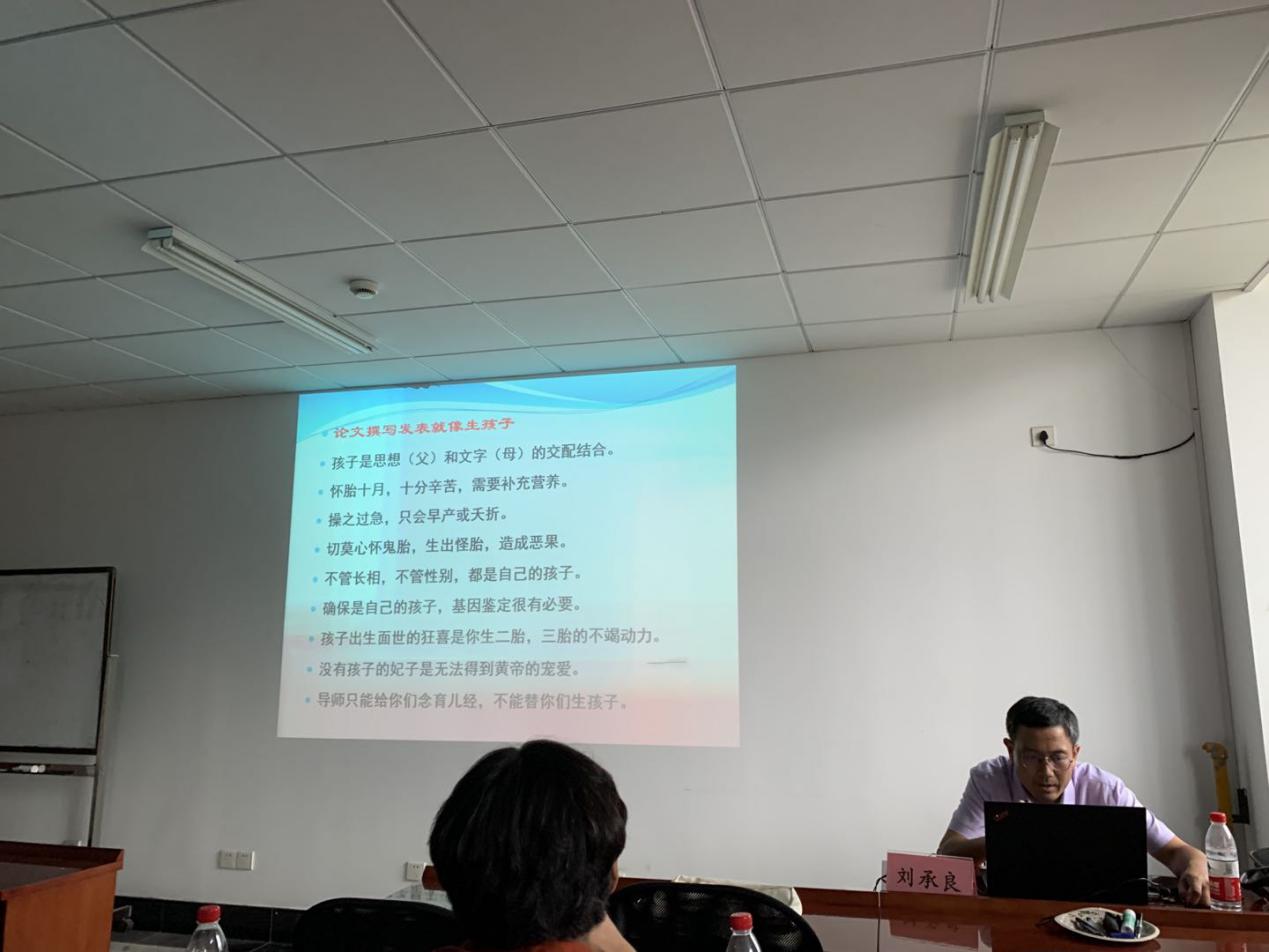 论文撰写发表就像生孩子
孩子是思想（父）和文字（母）的交配结合。
怀胎十月，十分辛苦，需要补充营养。
操之过急，只会早产或夭折。
切莫心怀鬼胎，生出怪胎，造成恶果。
不管长相，不管性别，都是自己的孩子。
确保是自己的孩子，基因鉴定很有必要。
孩子出生面世的狂喜是你生二胎，三胎的不竭动力。
没有孩子的妃子是无法得到黄帝的宠爱。
导师只能给你们念育儿经，不能替你们生孩子。
刘承良